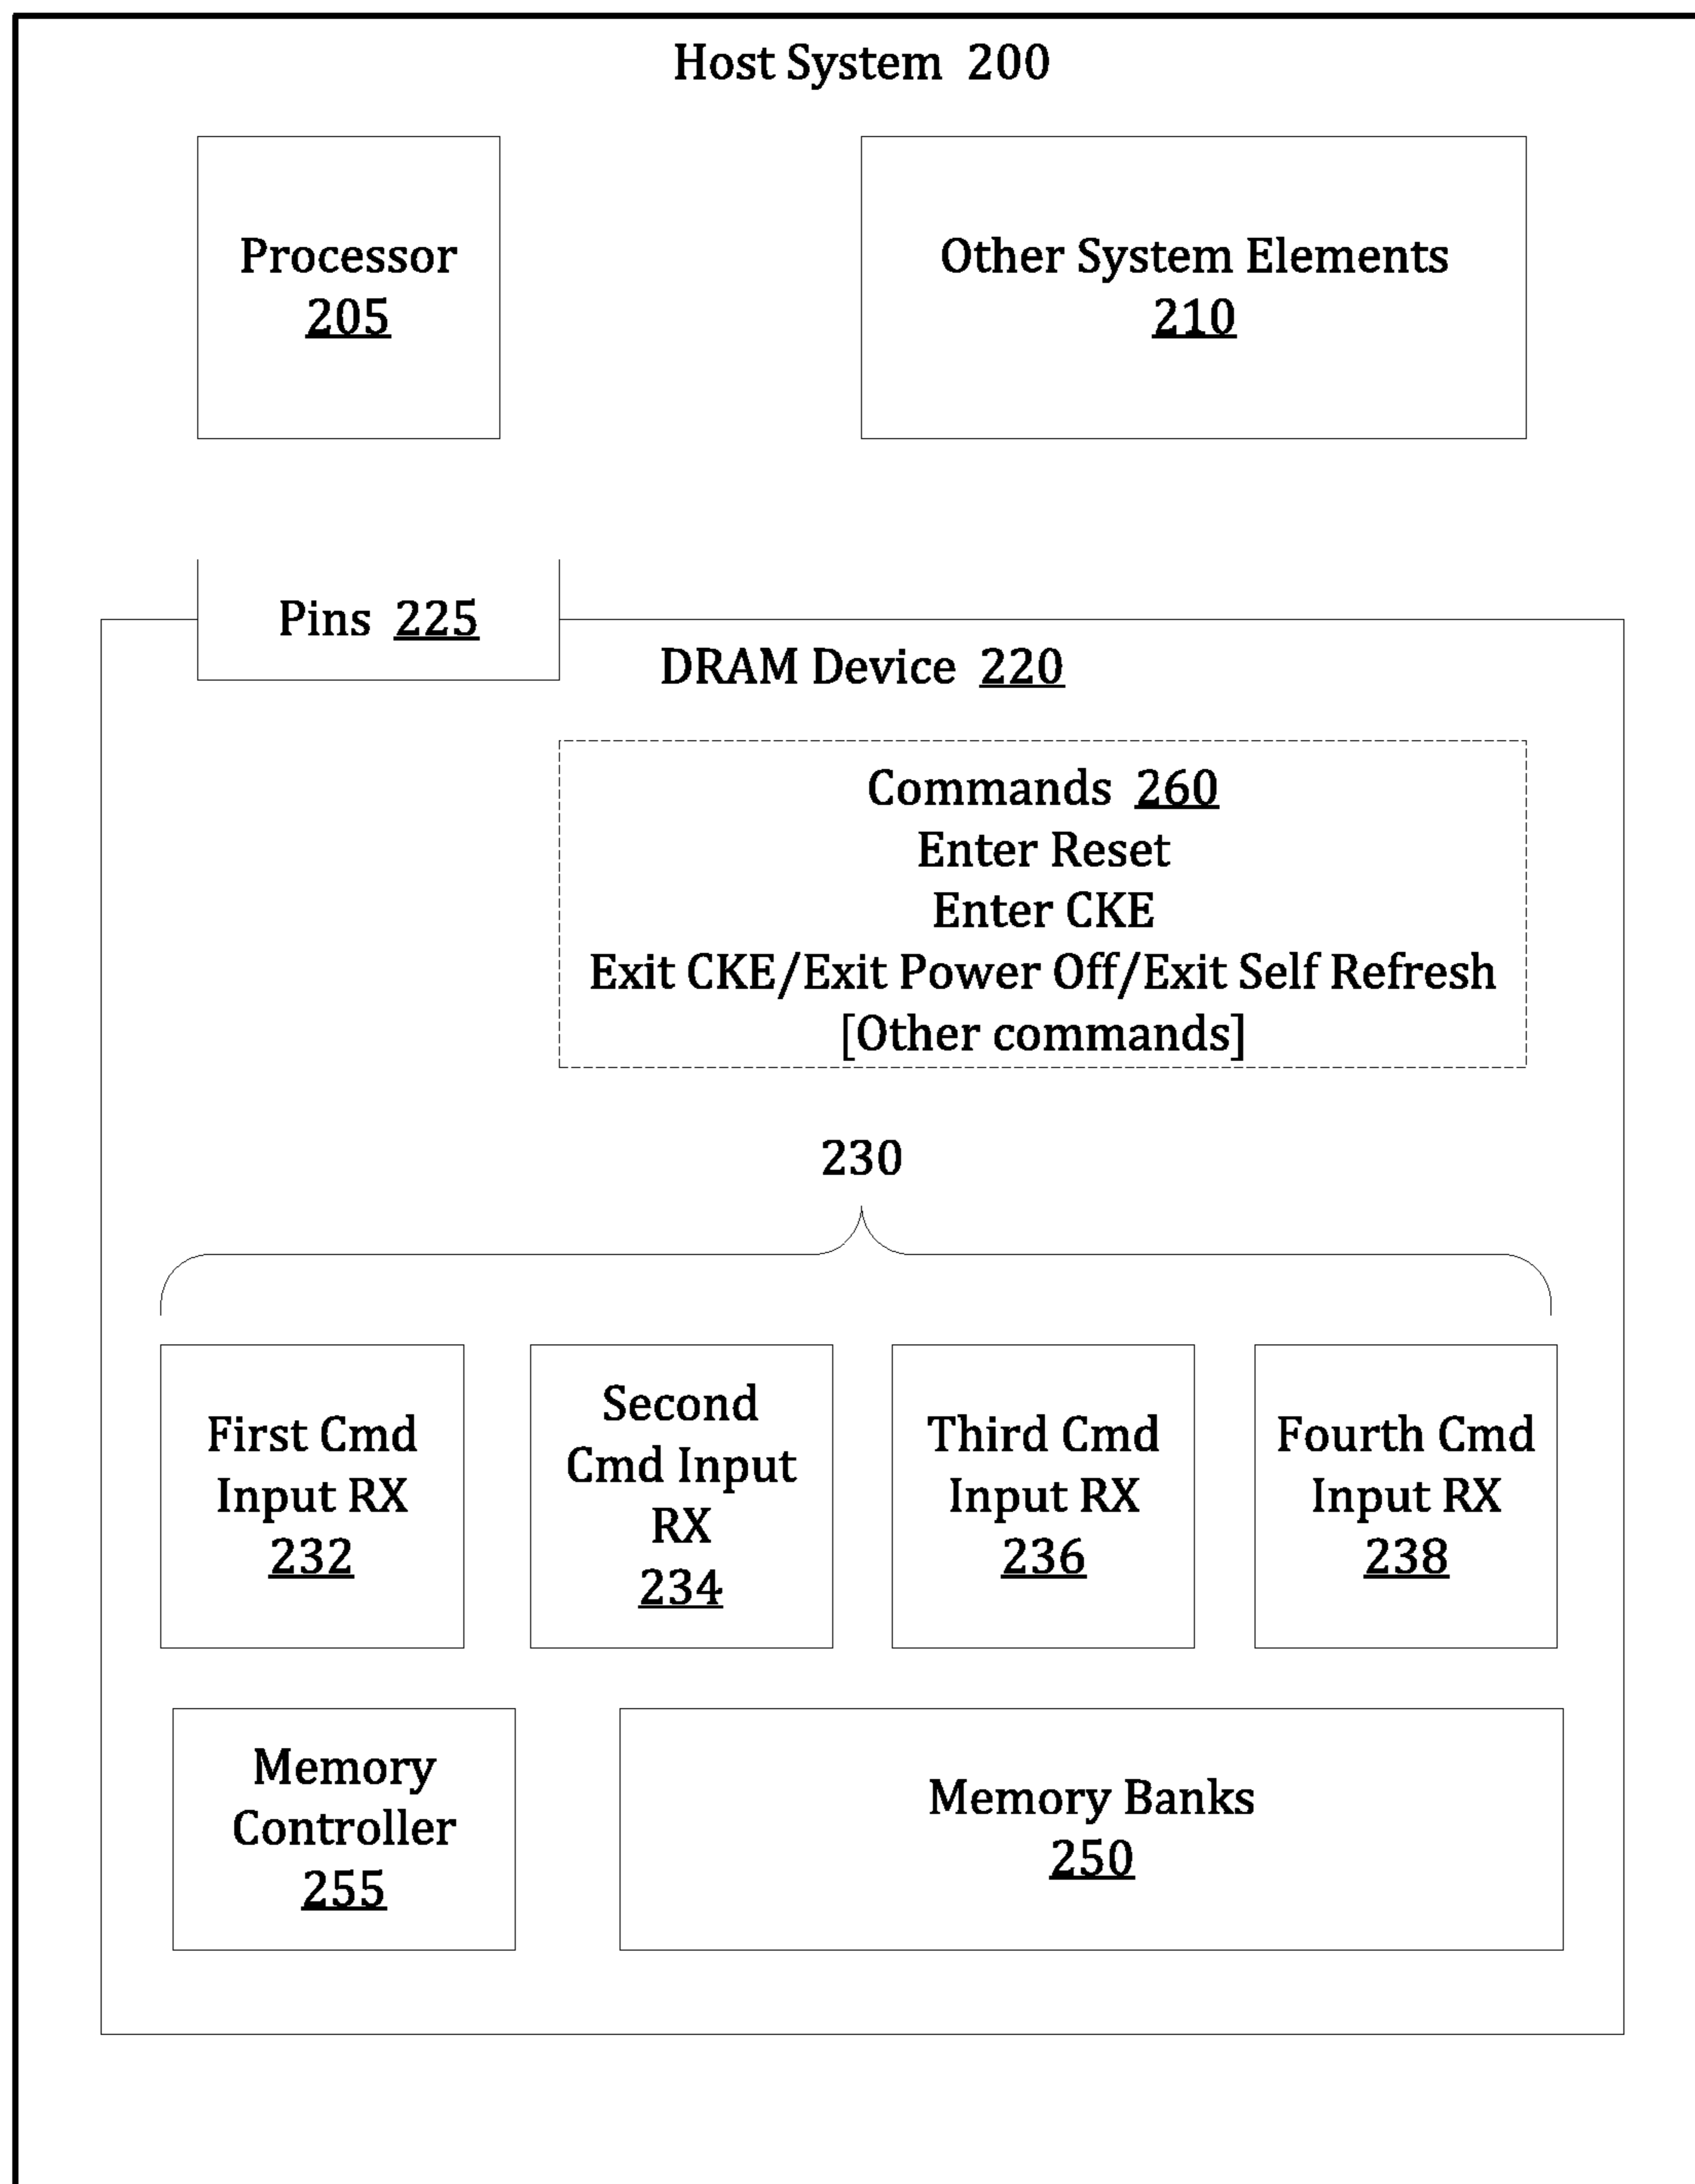 Host System 200
Processor
205
Other System Elements
210
Pins 225
DRAM Device 220
Commands 260
Enter Reset
Enter CKE
Exit CKE/Exit Power Off/Exit Self Refresh
[Other commands]
230
First Cmd
Input RX
232
Second
Cmd Input
RX
234
Third Cmd
Input RX
236
Fourth Cmd
Input RX
238
Memory
Controller
255
Memory Banks
250